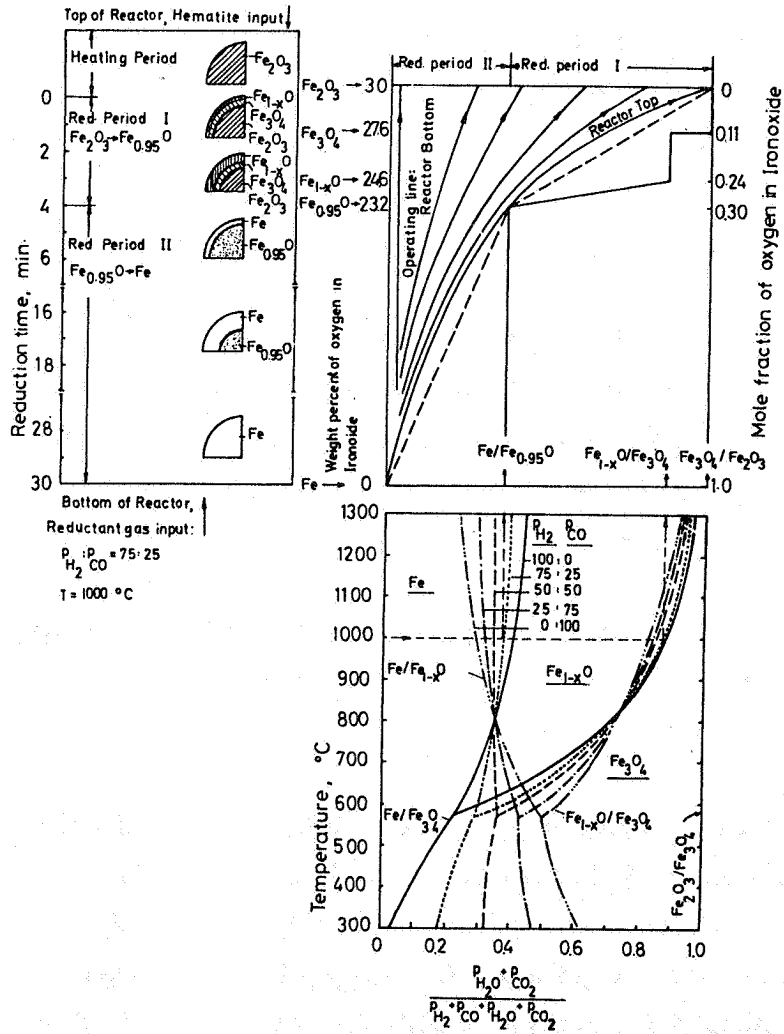 Top of Reactor, Hematite input
Heating Period
Fe2O3
0
Red. Period I
Fe2O3→Fe0.95O
2
4
Fe1-xO
Fe3O4
Fe2O3
Fe1-xO
Fe3O4
Fe2O3
Red Period II
Fe0.95O→Fe
6
16
18
28
30
Fe
Fe0.95O
Fe
Fe0.95O
Fe
Reduction time, min.
Bottom of Reactor,
Reductant gas input:
PH2:PCO = 75:25
T = 1000 °C
Fe2O3 → 30
Fe3O4 → 27.6
Fe1-xO → 24.6
Fe0.95O → 23.2
Fe → 0
Weight percent of oxygen in
Ironoide
Red. period II
Red. period I
Operating line:
Reactor Bottom
Reactor Top
0
0.11
0.24
0.30
1.0
Mole fraction of oxygen in Ironoxide
Fe/Fe0.95O
Fe1-xO/Fe3O4
Fe3O4/Fe2O3
1300
1200
1100
1000
900
800
700
600
500
400
300
Temperature, °C
PH2 PCO
100:0
75:25
50:50
25:75
0:100
Fe
Fe/Fe1-xO
Fe1-xO
Fe3O4
Fe/Fe3O4
Fe1-xO/Fe3O4
Fe2O3/Fe3O4
0
0.2
0.4
0.6
0.8
1.0
PH2O + PCO2
PH2 + PCO + PH2O + PCO2